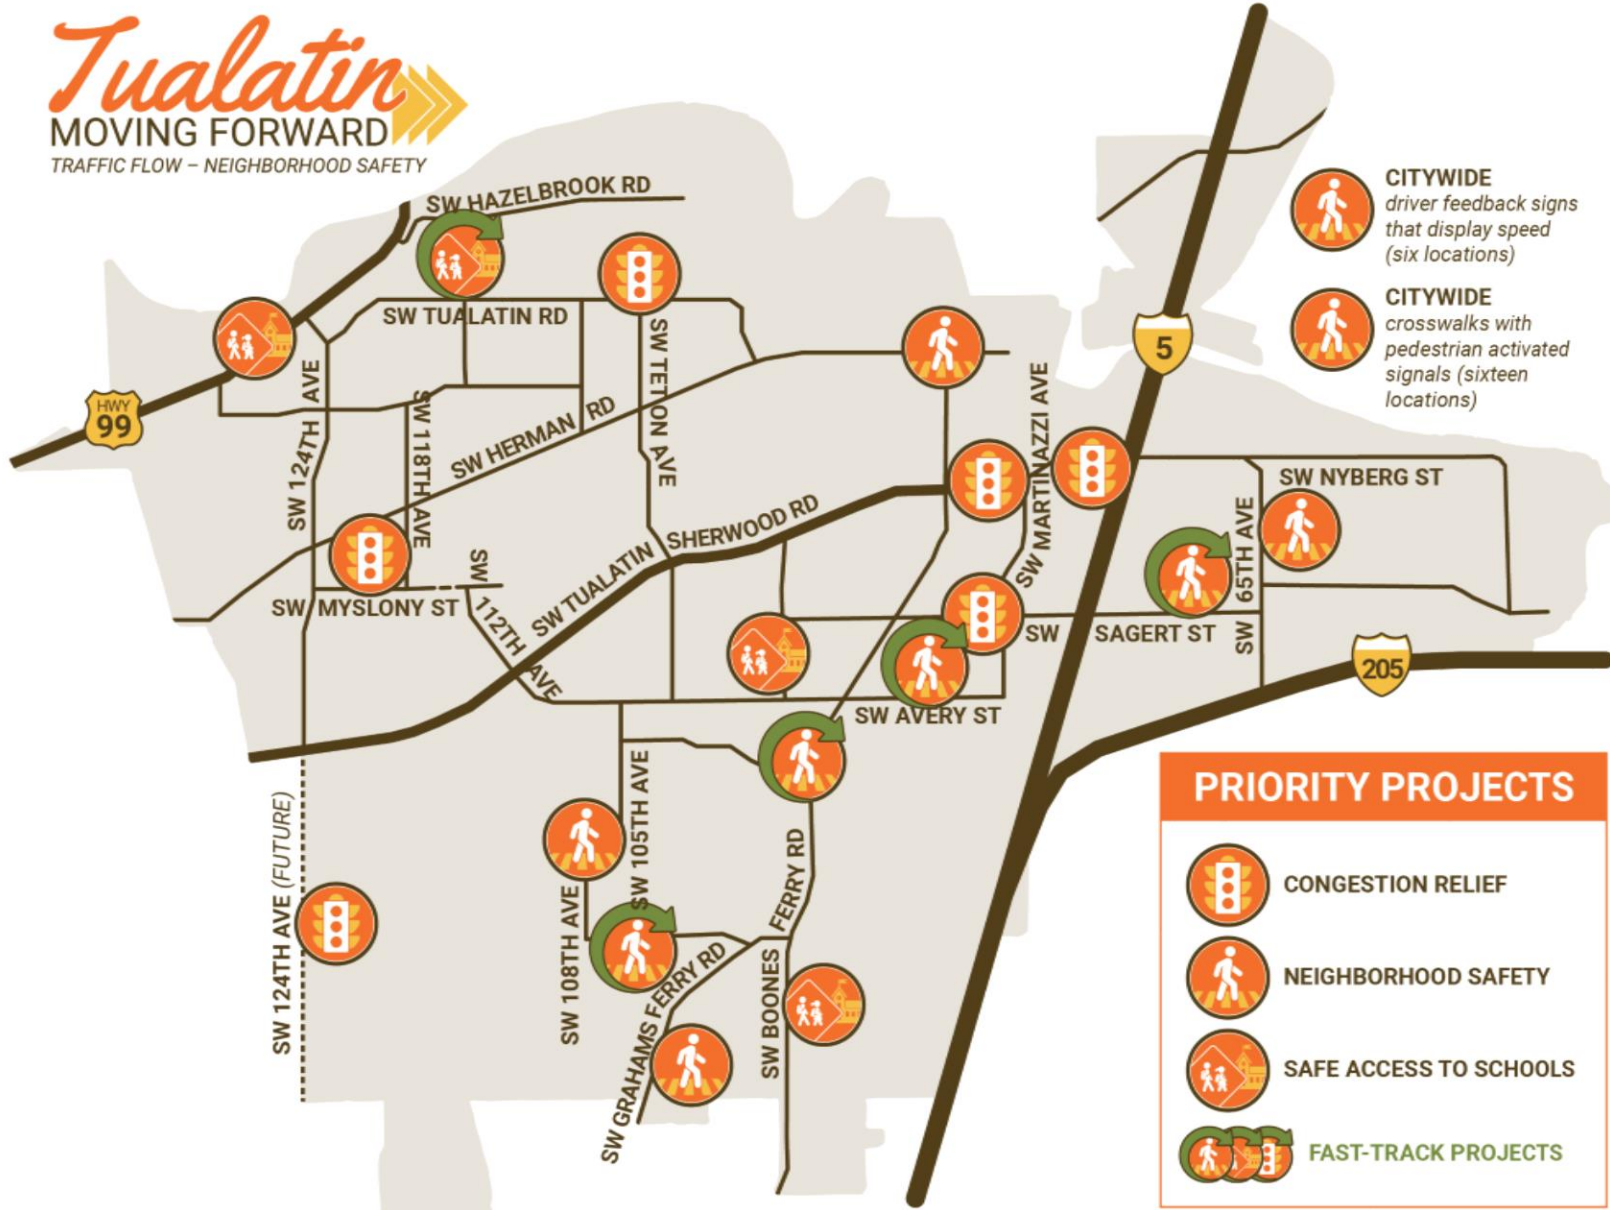 Tualatin
MOVING FORWARD
TRAFFIC FLOW – NEIGHBORHOOD SAFETY
CITYWIDE
driver feedback signs
that display speed
(six locations)
CITYWIDE
crosswalks with
pedestrian activated
signals (sixteen
locations)
SW HAZELBROOK RD
SW TUALATIN RD
HWY
99
SW 124TH AVE
SW 118TH AVE
SW HERMAN RD
SW TETON AVE
SW MARTINAZZI AVE
5
SW NYBERG ST
SW 65TH AVE
SW TUALATIN SHERWOOD RD
SW MYSLONY ST
SW 112TH AVE
SW SAGERT ST
205
SW AVERY ST
SW 105TH AVE
SW 108TH AVE
SW 124TH AVE (FUTURE)
SW BOONES FERRY RD
SW GRAHAMS FERRY RD
PRIORITY PROJECTS
CONGESTION RELIEF
NEIGHBORHOOD SAFETY
SAFE ACCESS TO SCHOOLS
FAST-TRACK PROJECTS